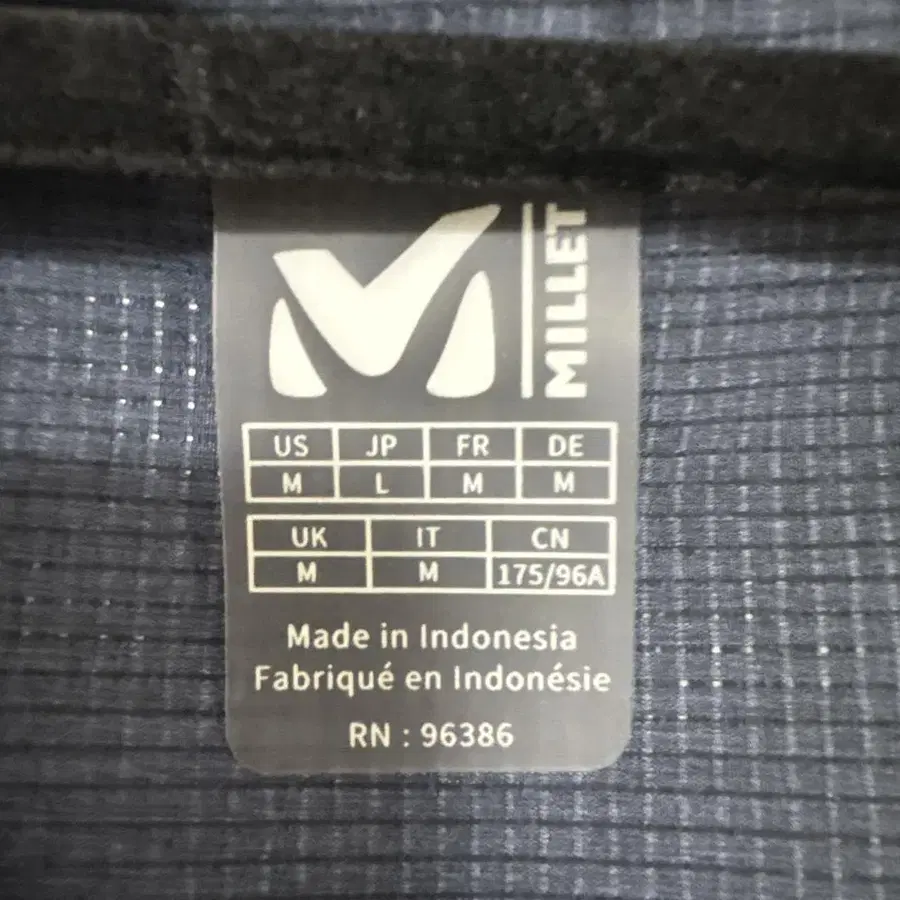 MILLET
US JP FR DE
M L M M
UK IT CN
M M 175/96A
Made in Indonesia
Fabriqué en Indonésie
RN : 96386